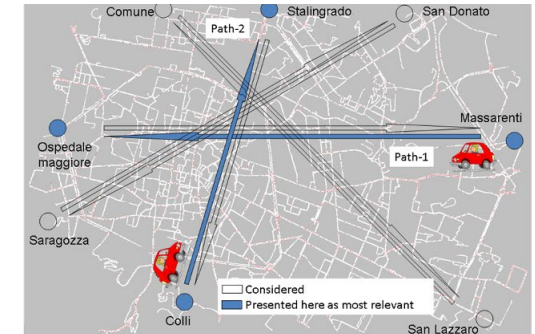 Comune
Stalingrado
San Donato
Path-2
Massarenti
Ospedale
maggiore
Path-1
Saragozza
Considered
Presented here as most relevant
Colli
San Lazzaro